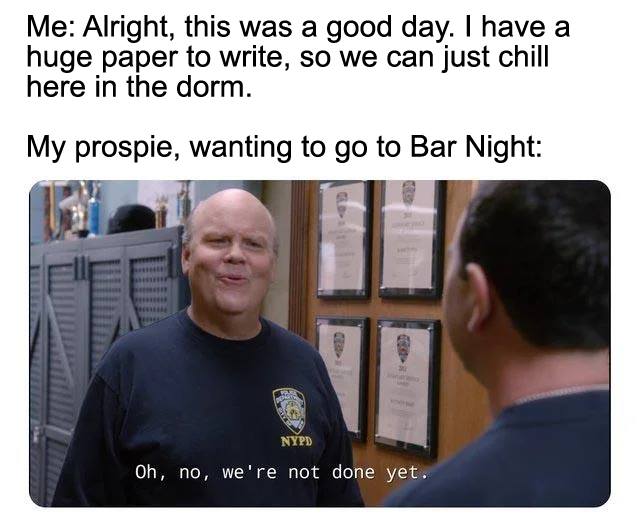 Me: Alright, this was a good day. I have a
huge paper to write, so we can just chill
here in the dorm.
My prospie, wanting to go to Bar Night:
NYPD
Oh, no, we're not done yet.